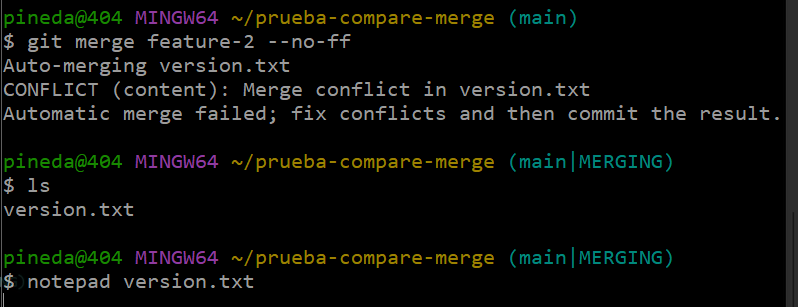 pineda@404 MINGW64 ~/prueba-compare-merge (main)
$ git merge feature-2 --no-ff
Auto-merging version.txt
CONFLICT (content): Merge conflict in version.txt
Automatic merge failed; fix conflicts and then commit the result.
pineda@404 MINGW64 ~/prueba-compare-merge (main|MERGING)
$ ls
version.txt
pineda@404 MINGW64 ~/prueba-compare-merge (main|MERGING)
$ notepad version.txt